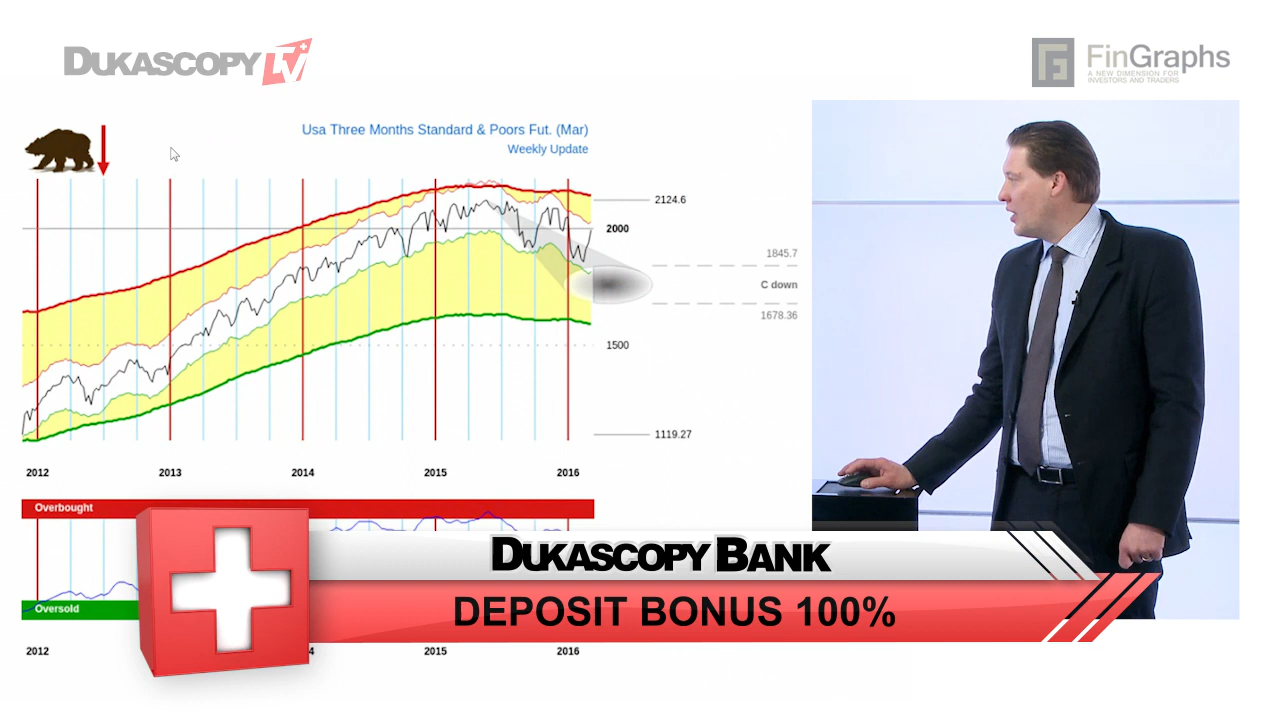 DUKASCOPY TV
FinGraphs
A NEW DIMENSION FOR
INVESTORS AND TRADERS
Usa Three Months Standard & Poors Fut. (Mar)
Weekly Update
2124.6
2000
1845.7
C down
1678.36
1500
1119.27
2012 2013 2014 2015 2016
Overbought
DUKASCOPY BANK
DEPOSIT BONUS 100%
Oversold
2012 4 2015 2016